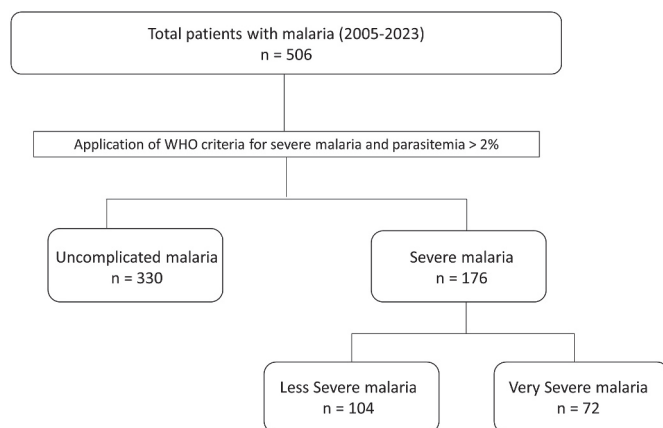 Total patients with malaria (2005-2023)
n = 506
Application of WHO criteria for severe malaria and parasitemia > 2%
Uncomplicated malaria
n = 330
Severe malaria
n = 176
Less Severe malaria
n = 104
Very Severe malaria
n = 72